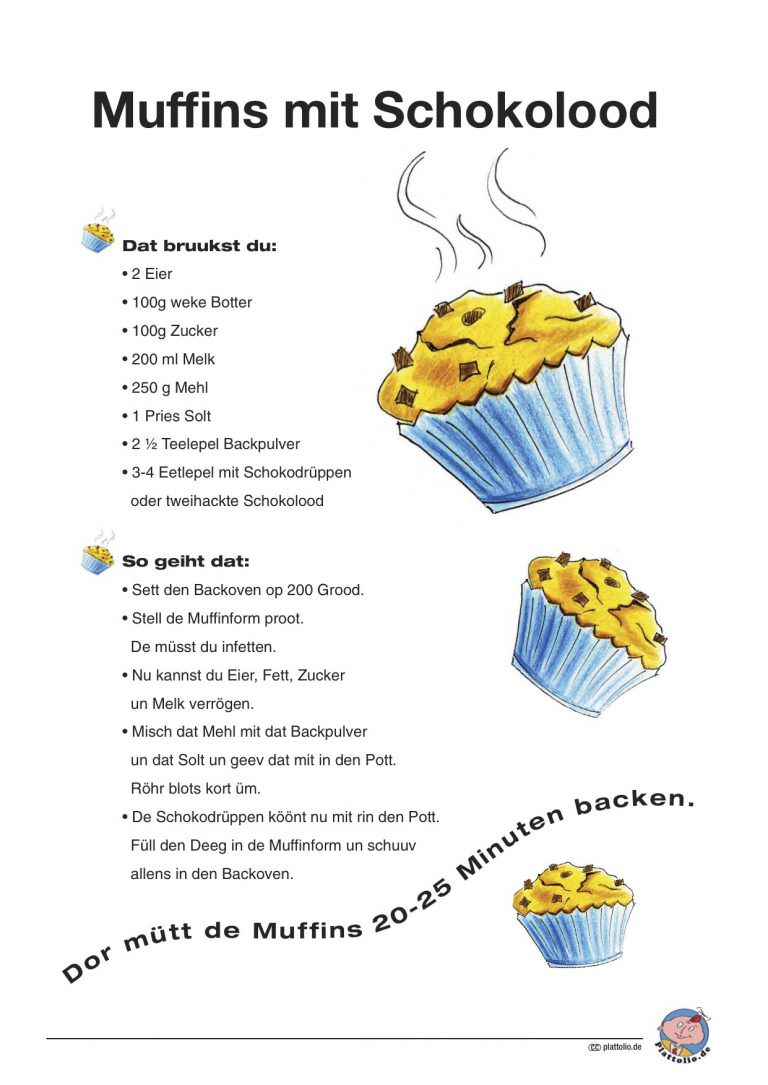 Muffins mit Schokolood
Dat bruukst du:
• 2 Eier
• 100g weke Botter
• 100g Zucker
• 200 ml Melk
• 250 g Mehl
• 1 Pries Solt
• 2 ½ Teelepel Backpulver
• 3-4 Eetlepel mit Schokodrüppen
oder tweihackte Schokolood
So geiht dat:
• Sett den Backoven op 200 Grood.
• Stell de Muffinform proot.
De müsst du infetten.
• Nu kannst du Eier, Fett, Zucker
un Melk verrögen.
• Misch dat Mehl mit dat Backpulver
un dat Solt un geev dat mit in den Pott.
Röhr blots kort üm.
• De Schokodrüppen köönt nu mit rin den Pott.
Füll den Deeg in de Muffinform un schuuv
allens in den Backoven.
Dor mütt de Muffins 20-25 Minuten backen.
cc plattolio.de
Plattolio.de